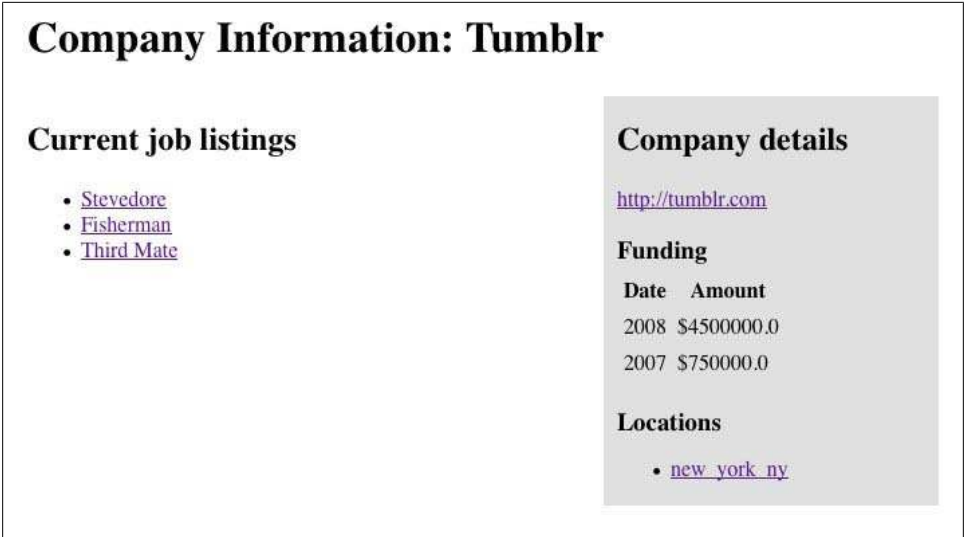 Company Information: Tumblr
Current job listings
Stevedore
Fisherman
Third Mate
Company details
http://tumblr.com
Funding
Date Amount
2008 $4500000.0
2007 $750000.0
Locations
new_york_ny